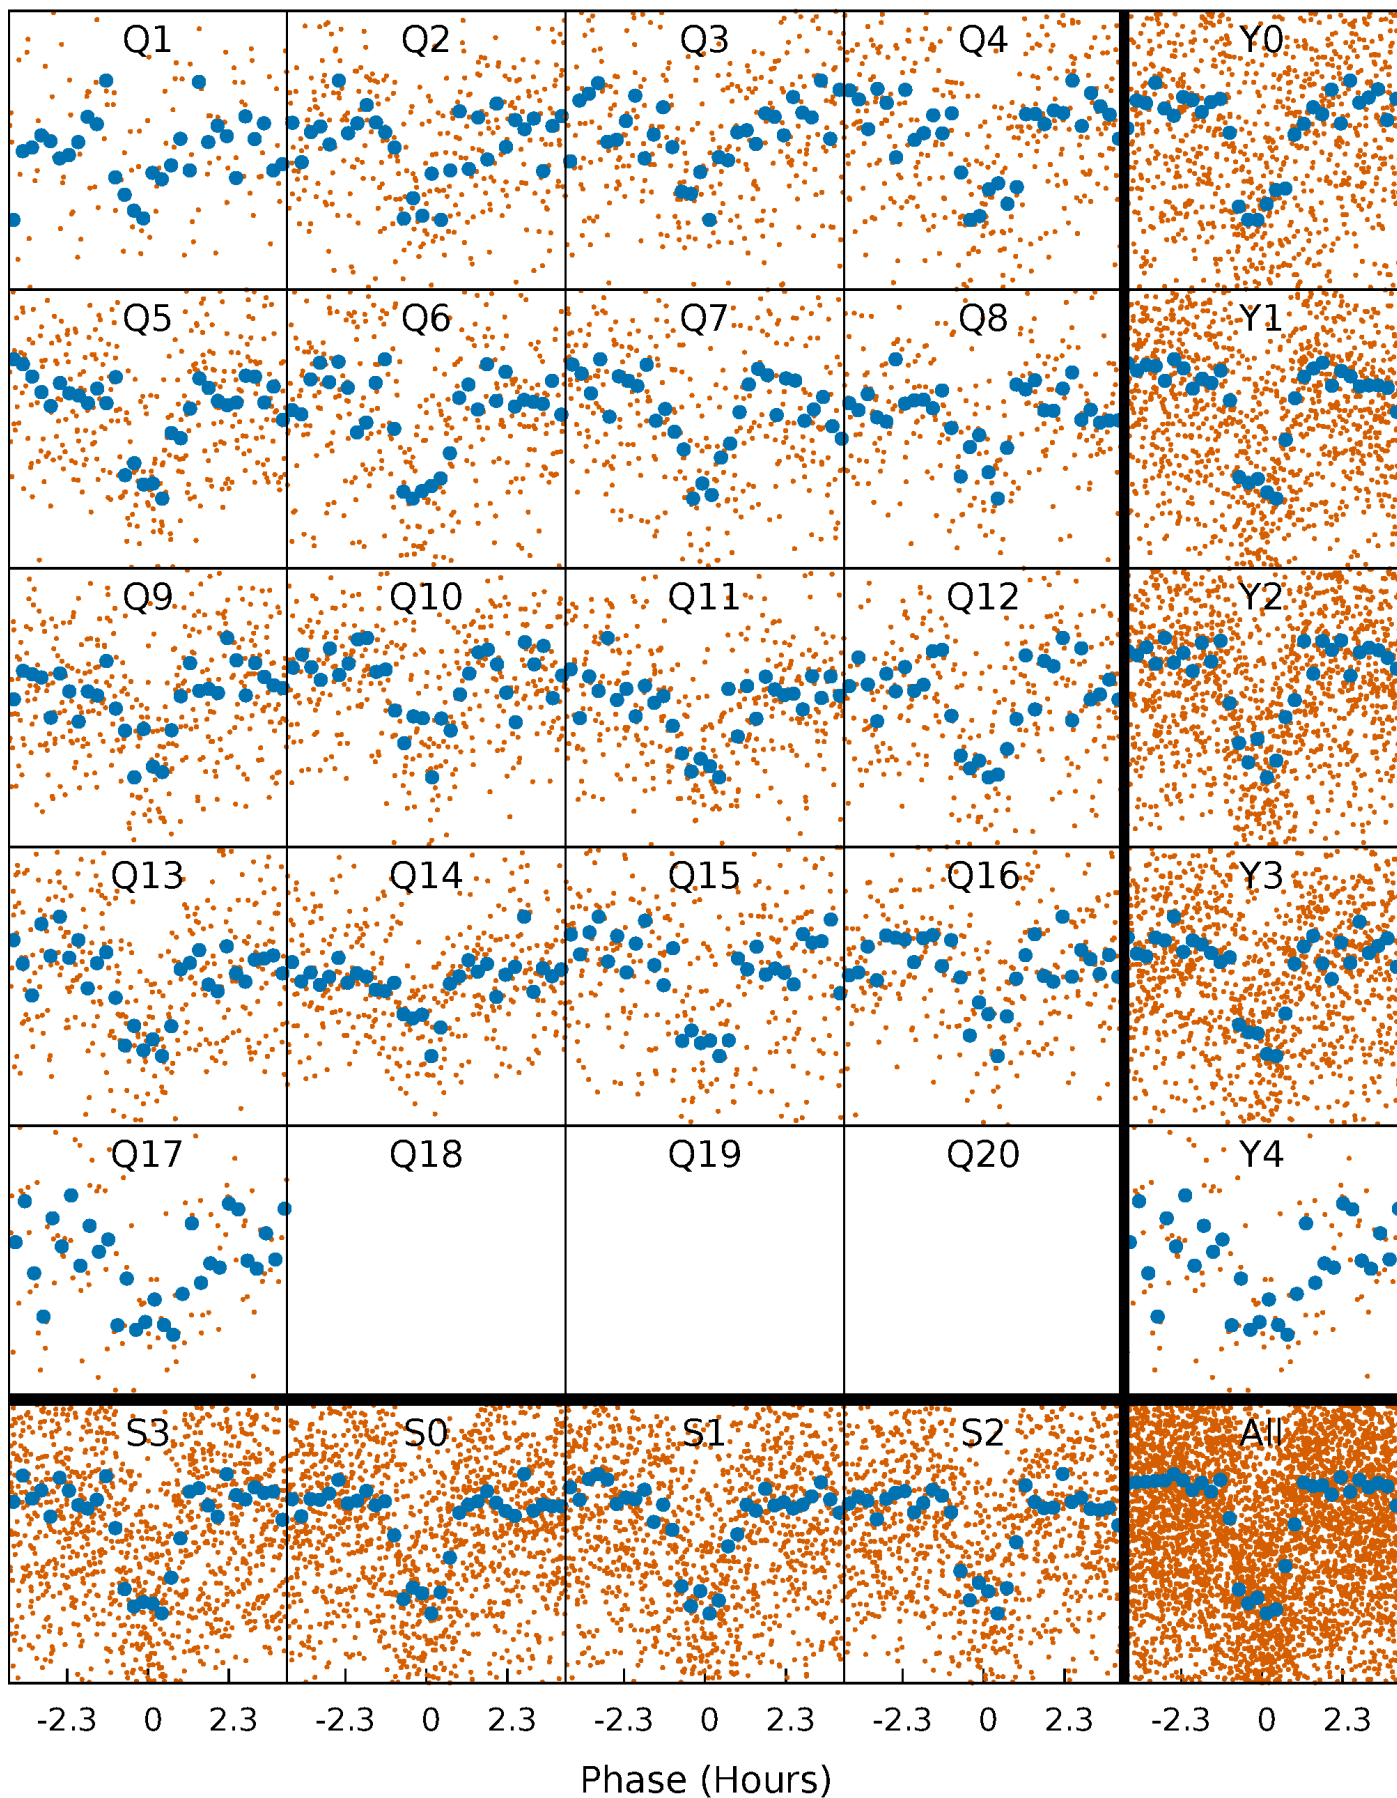 Q1 Q2 Q3 Q4 Y0
Q5 Q6 Q7 Q8 Y1
Q9 Q10 Q11 Q12 Y2
Q13 Q14 Q15 Q16 Y3
Q17 Q18 Q19 Q20 Y4
S3 S0 S1 S2 All
-2.3 0 2.3 -2.3 0 2.3 -2.3 0 2.3 -2.3 0 2.3 -2.3 0 2.3
Phase (Hours)